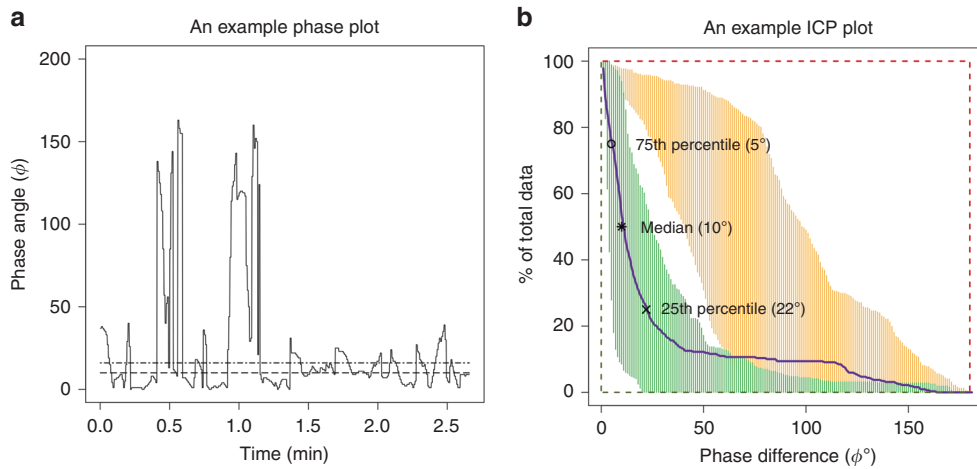 a
An example phase plot
200
150
100
50
0
Phase angle (ϕ)
0.0 0.5 1.0 1.5 2.0 2.5
Time (min)
b
An example ICP plot
100
80
60
40
20
0
% of total data
75th percentile (5°)
Median (10°)
25th percentile (22°)
0 50 100 150
Phase difference (ϕ°)